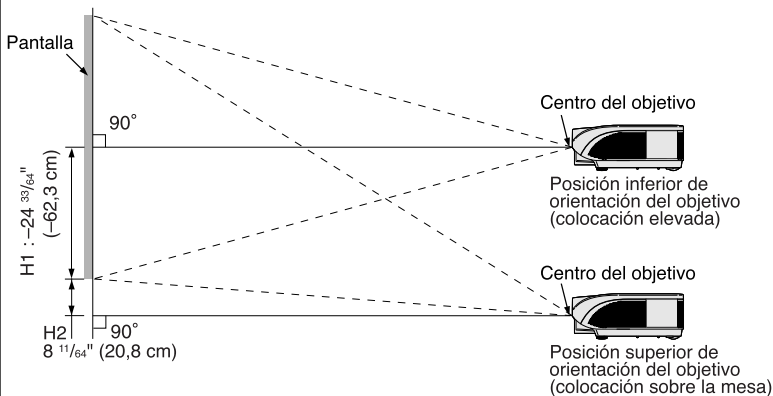 Pantalla
90°
Centro del objetivo
H1 : –24 33/64" (–62,3 cm)
Posición inferior de
orientación del objetivo
(colocación elevada)
Centro del objetivo
H2
8 11/64" (20,8 cm)
90°
Posición superior de
orientación del objetivo
(colocación sobre la mesa)